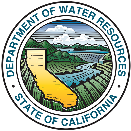 DEPARTMENT OF WATER RESOURCES
STATE OF CALIFORNIA